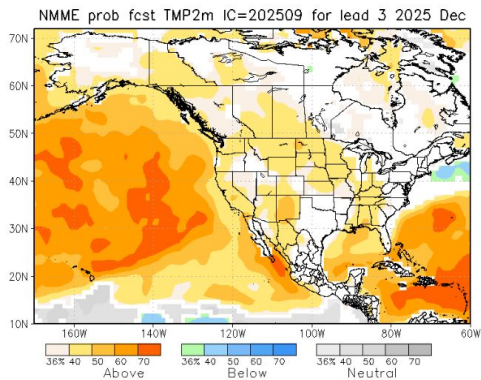 NMME prob fcst TMP2m IC=202509 for lead 3 2025 Dec
70N
60N
50N
40N
30N
20N
10N
160W 140W 120W 100W 80W 60W
36% 40 50 60 70 36% 40 50 60 70 36% 40 50 60 70
Above Below Neutral